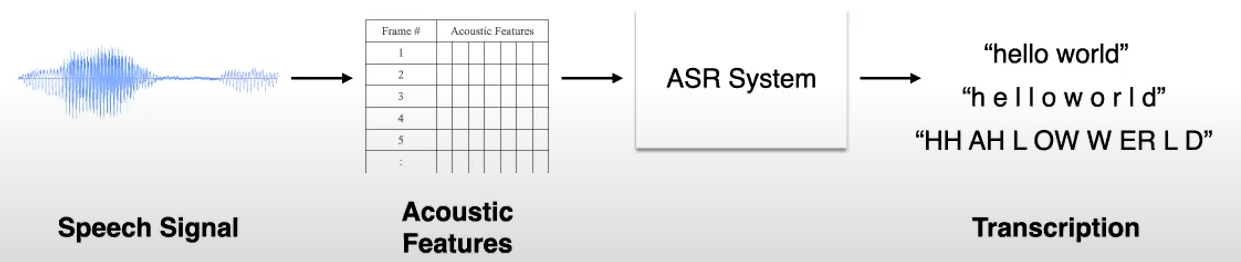 Frame # Acoustic Features
1
2
3
4
5
:
ASR System
“hello world”
“h e l l o w o r l d”
“HH AH L OW W ER L D”
Speech Signal
Acoustic
Features
Transcription